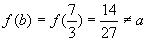 f(b) = f(7/3) = 14/27 ≠ a